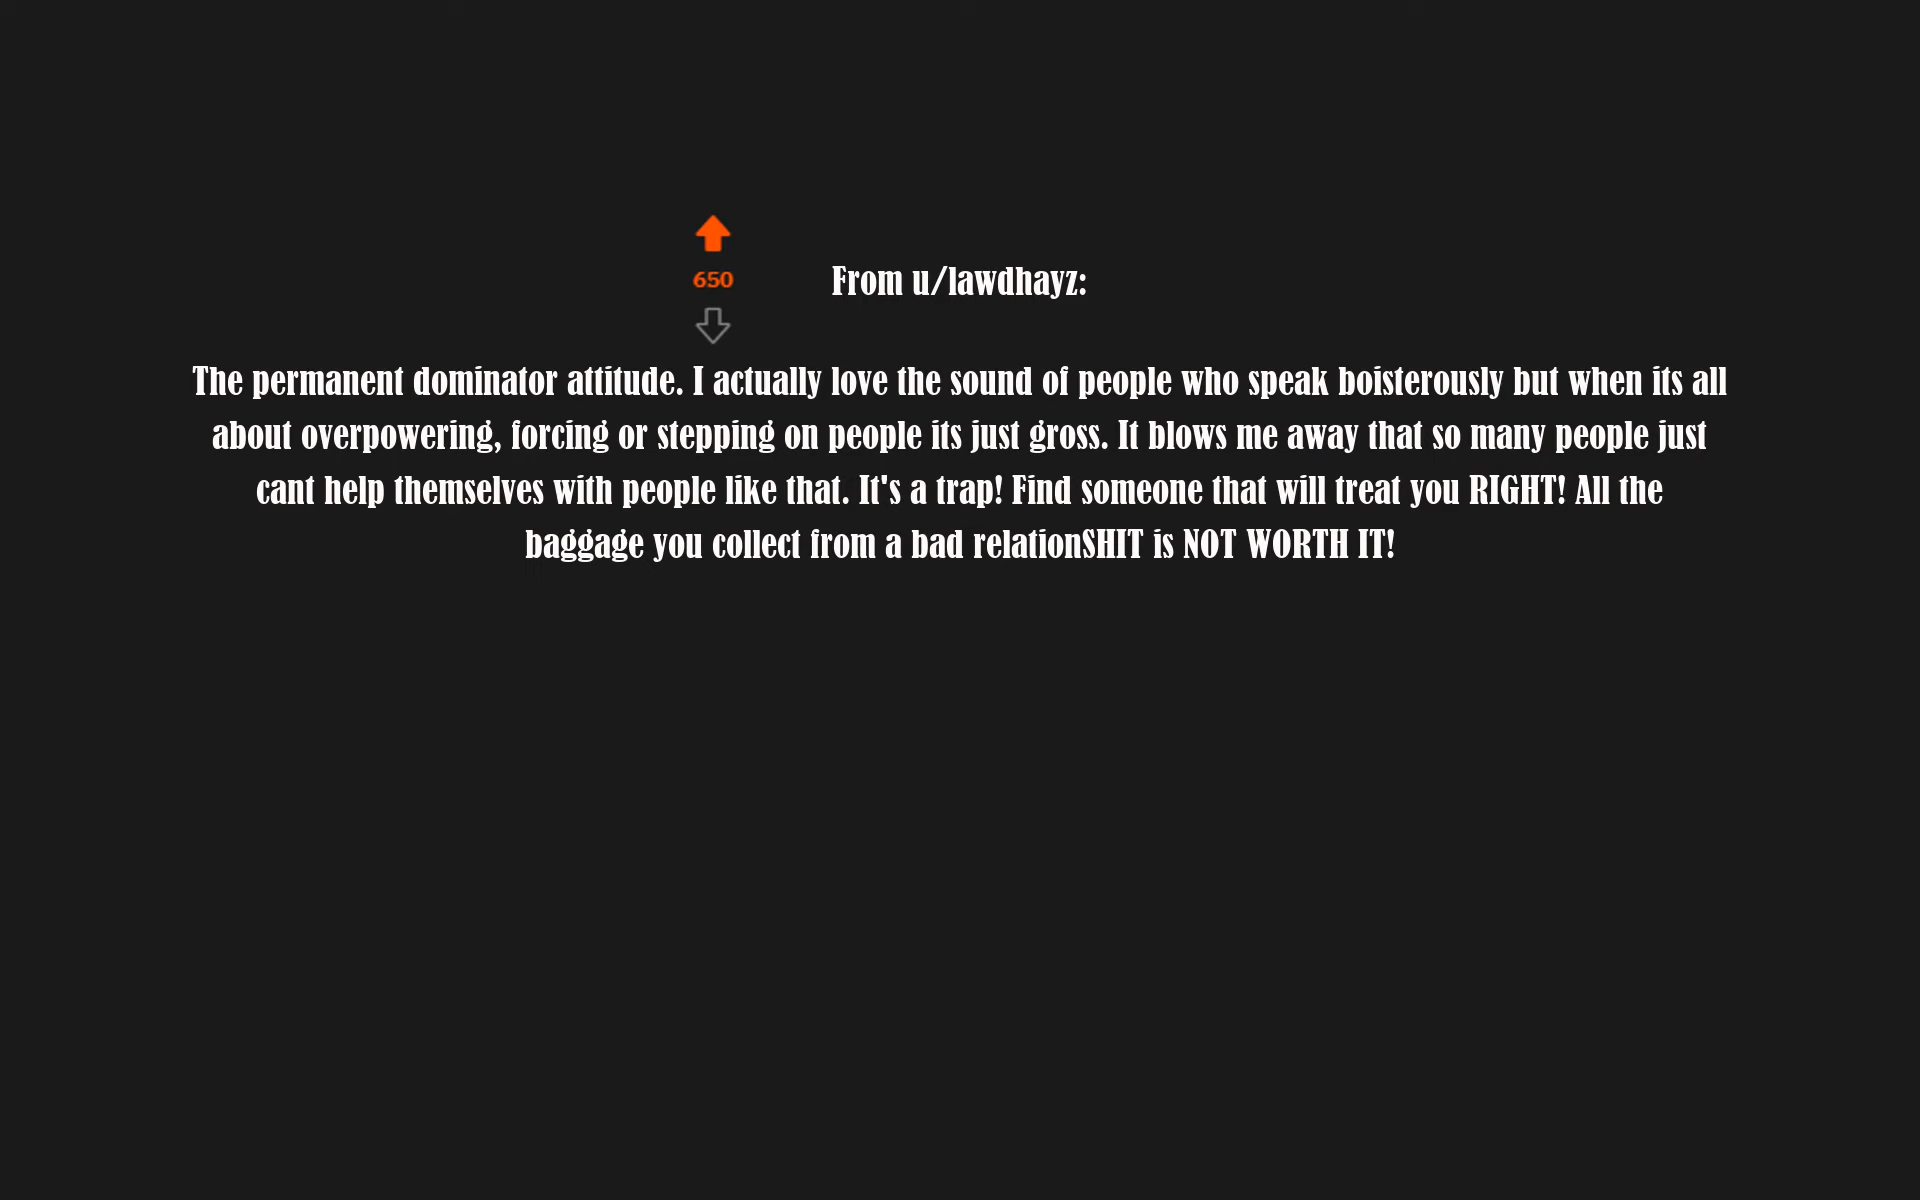 650
From u/lawdhayz:
The permanent dominator attitude. I actually love the sound of people who speak boisterously but when its all
about overpowering, forcing or stepping on people its just gross. It blows me away that so many people just
cant help themselves with people like that. It's a trap! Find someone that will treat you RIGHT! All the
baggage you collect from a bad relationSHIT is NOT WORTH IT!